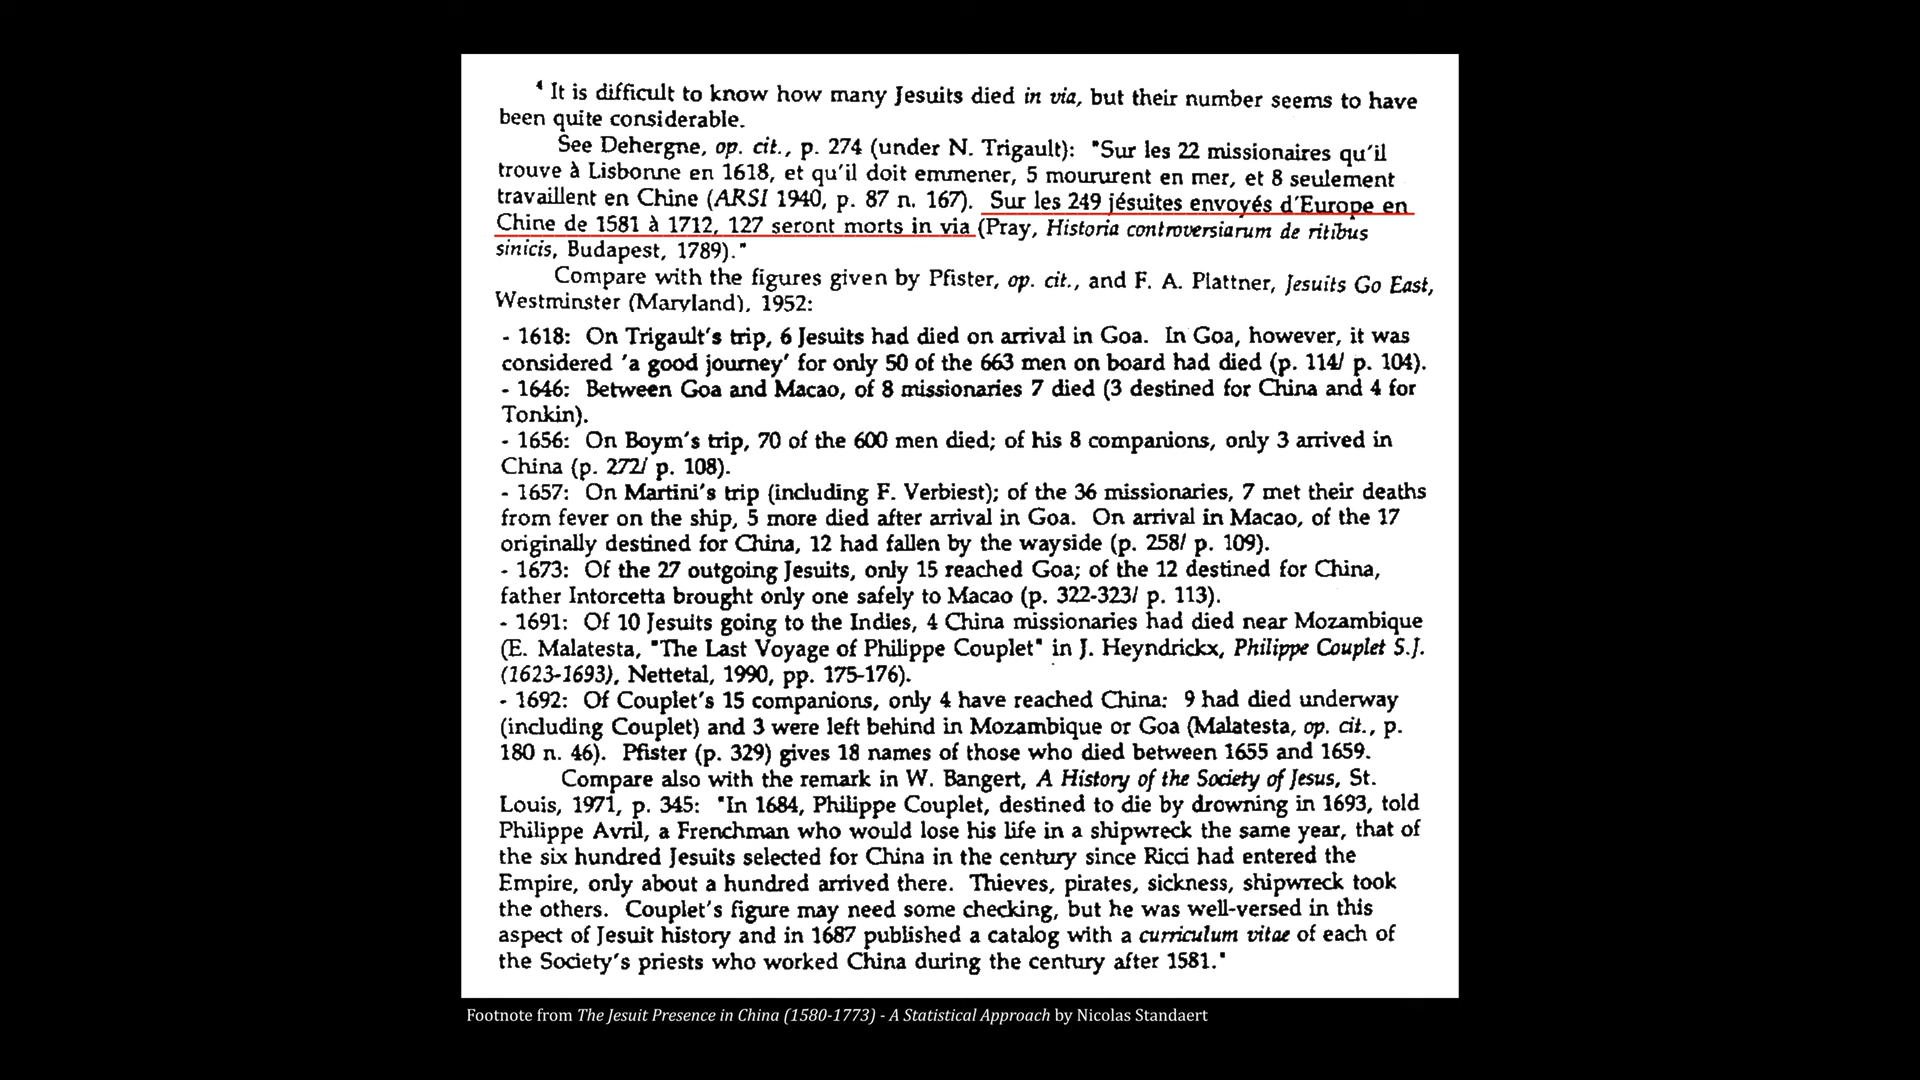 ⁴ It is difficult to know how many Jesuits died in via, but their number seems to have
been quite considerable.
See Dehergne, op. cit., p. 274 (under N. Trigault): "Sur les 22 missionaires qu'il
trouve à Lisbonne en 1618, et qu'il doit emmener, 5 moururent en mer, et 8 seulement
travaillent en Chine (ARSI 1940, p. 87 n. 167). Sur les 249 jésuites envoyés d'Europe en
Chine de 1581 à 1712, 127 seront morts in via (Pray, Historia controversiarum de ritibus
sinicis, Budapest, 1789)."
Compare with the figures given by Pfister, op. cit., and F. A. Plattner, Jesuits Go East,
Westminster (Maryland), 1952:
- 1618: On Trigault's trip, 6 Jesuits had died on arrival in Goa. In Goa, however, it was
considered 'a good journey' for only 50 of the 663 men on board had died (p. 114/ p. 104).
- 1646: Between Goa and Macao, of 8 missionaries 7 died (3 destined for China and 4 for
Tonkin).
- 1656: On Boym's trip, 70 of the 600 men died; of his 8 companions, only 3 arrived in
China (p. 272/ p. 108).
- 1657: On Martini's trip (including F. Verbiest); of the 36 missionaries, 7 met their deaths
from fever on the ship, 5 more died after arrival in Goa. On arrival in Macao, of the 17
originally destined for China, 12 had fallen by the wayside (p. 258/ p. 109).
- 1673: Of the 27 outgoing Jesuits, only 15 reached Goa; of the 12 destined for China,
father Intorcetta brought only one safely to Macao (p. 322-323/ p. 113).
- 1691: Of 10 Jesuits going to the Indies, 4 China missionaries had died near Mozambique
(E. Malatesta, "The Last Voyage of Philippe Couplet" in J. Heyndrickx, Philippe Couplet S.J.
(1623-1693), Nettetal, 1990, pp. 175-176).
- 1692: Of Couplet's 15 companions, only 4 have reached China: 9 had died underway
(including Couplet) and 3 were left behind in Mozambique or Goa (Malatesta, op. cit., p.
180 n. 46). Pfister (p. 329) gives 18 names of those who died between 1655 and 1659.
Compare also with the remark in W. Bangert, A History of the Society of Jesus, St.
Louis, 1971, p. 345: "In 1684, Philippe Couplet, destined to die by drowning in 1693, told
Philippe Avril, a Frenchman who would lose his life in a shipwreck the same year, that of
the six hundred Jesuits selected for China in the century since Ricci had entered the
Empire, only about a hundred arrived there. Thieves, pirates, sickness, shipwreck took
the others. Couplet's figure may need some checking, but he was well-versed in this
aspect of Jesuit history and in 1687 published a catalog with a curriculum vitae of each of
the Society's priests who worked China during the century after 1581."
Footnote from The Jesuit Presence in China (1580-1773) - A Statistical Approach by Nicolas Standaert